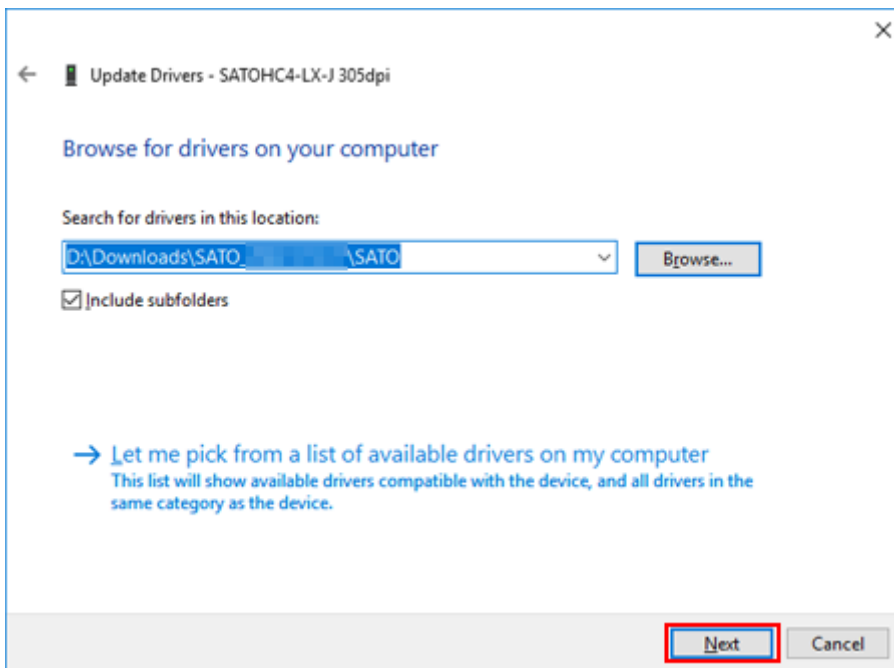 Update Drivers - SATOHC4-LX-J 305dpi
Browse for drivers on your computer
Search for drivers in this location:
D:\Downloads\SATO_ \SATO
Browse...
Include subfolders
Let me pick from a list of available drivers on my computer
This list will show available drivers compatible with the device, and all drivers in the
same category as the device.
Next
Cancel